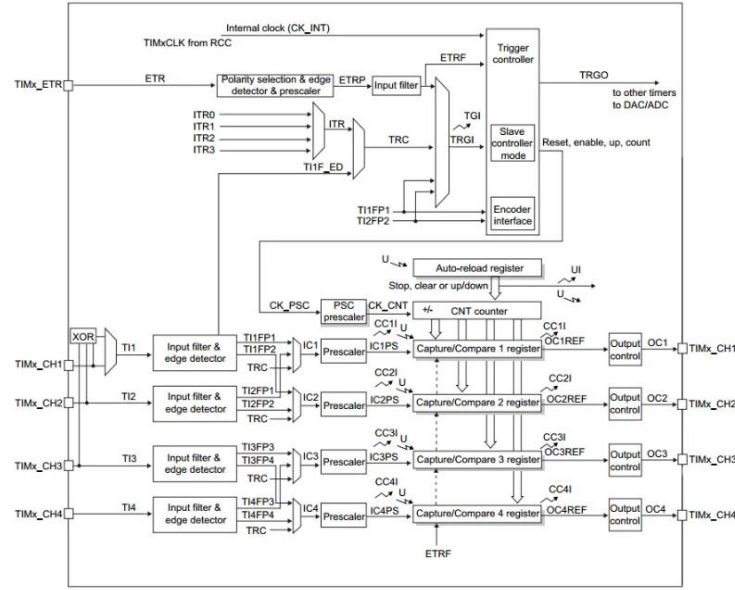 Internal clock (CK_INT)
TIMxCLK from RCC
Trigger
controller
ETRF
TRGO
to other timers
to DAC/ADC
TIMx_ETR
ETR
Polarity selection & edge
detector & prescaler
ETRP
Input filter
TGI
ITR0
ITR1
ITR2
ITR3
ITR
TRC
TRGI
Slave
controller
mode
Reset, enable, up, count
TI1F_ED
TI1FP1
TI2FP2
Encoder
interface
U
Auto-reload register
UI
Stop, clear or up/down
U
CK_PSC
PSC
prescaler
CK_CNT
+/-
CNT counter
XOR
TI1
Input filter &
edge detector
TI1FP1
TI1FP2
TRC
IC1
Prescaler
IC1PS
CC1I
U
Capture/Compare 1 register
CC1I
OC1REF
Output
control
OC1
TIMx_CH1
TIMx_CH1
TIMx_CH2
TI2
Input filter &
edge detector
TI2FP1
TI2FP2
TRC
IC2
Prescaler
IC2PS
CC2I
U
Capture/Compare 2 register
CC2I
OC2REF
Output
control
OC2
TIMx_CH2
TIMx_CH3
TI3
Input filter &
edge detector
TI3FP3
TI3FP4
TRC
IC3
Prescaler
IC3PS
CC3I
U
Capture/Compare 3 register
CC3I
OC3REF
Output
control
OC3
TIMx_CH3
TIMx_CH4
TI4
Input filter &
edge detector
TI4FP3
TI4FP4
TRC
IC4
Prescaler
IC4PS
CC4I
U
Capture/Compare 4 register
CC4I
OC4REF
Output
control
OC4
TIMx_CH4
ETRF